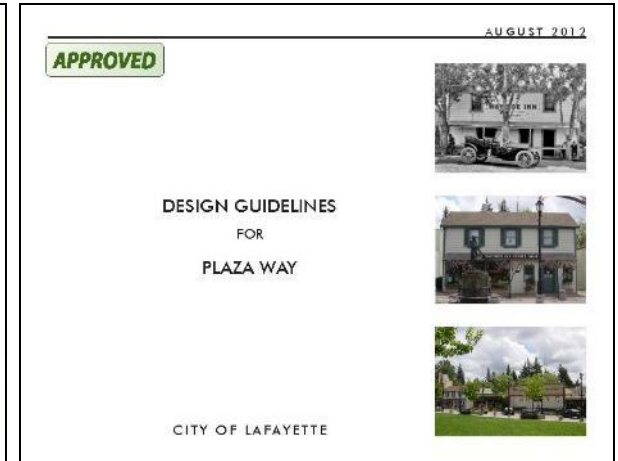 AUGUST 2012
APPROVED
DESIGN GUIDELINES
FOR
PLAZA WAY
CITY OF LAFAYETTE